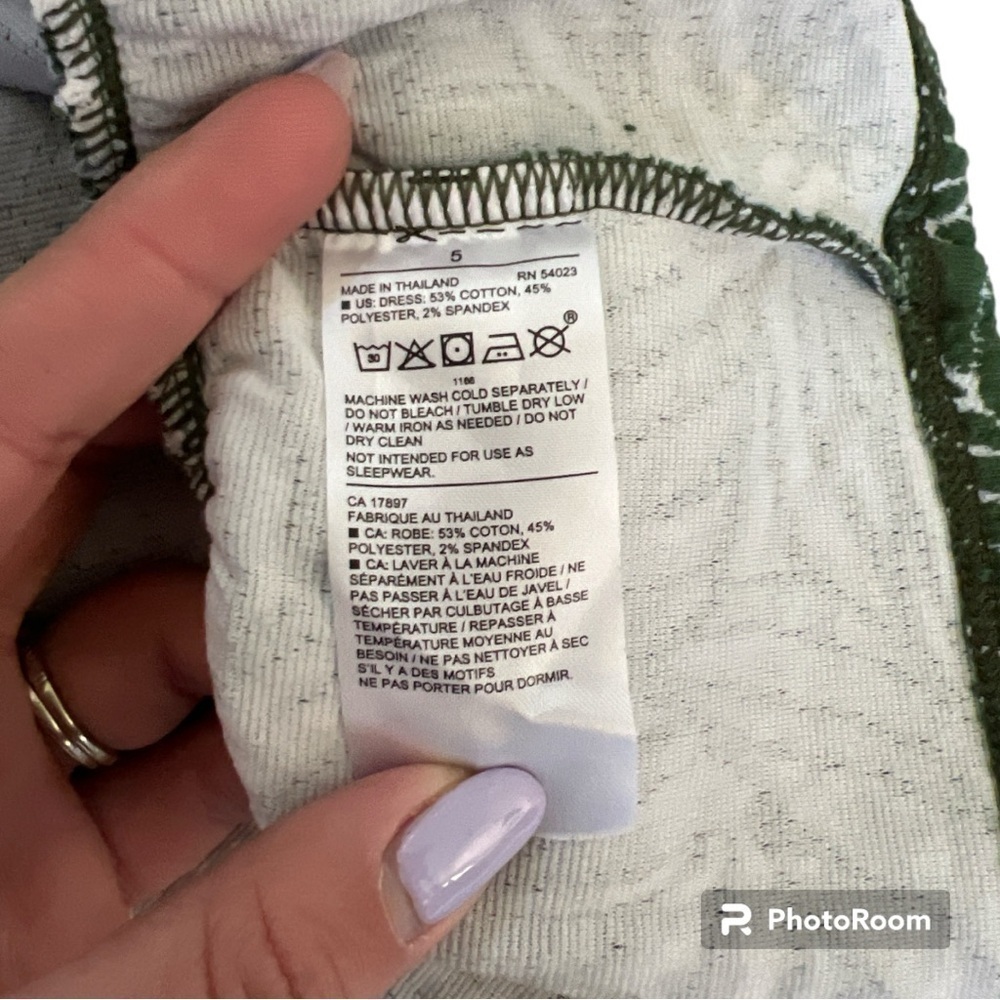 5
MADE IN THAILAND RN 54023
■ US: DRESS: 53% COTTON, 45%
POLYESTER, 2% SPANDEX
30
®
1166
MACHINE WASH COLD SEPARATELY /
DO NOT BLEACH / TUMBLE DRY LOW
/ WARM IRON AS NEEDED / DO NOT
DRY CLEAN
NOT INTENDED FOR USE AS
SLEEPWEAR.
CA 17897
FABRIQUE AU THAILAND
■ CA: ROBE: 53% COTON, 45%
POLYESTER, 2% SPANDEX
■ CA: LAVER À LA MACHINE
SÉPARÉMENT À L'EAU FROIDE / NE
PAS PASSER À L'EAU DE JAVEL /
SÉCHER PAR CULBUTAGE À BASSE
TEMPÉRATURE / REPASSER À
TEMPÉRATURE MOYENNE AU
BESOIN / NE PAS NETTOYER À SEC
S'IL Y A DES MOTIFS
NE PAS PORTER POUR DORMIR.
PhotoRoom